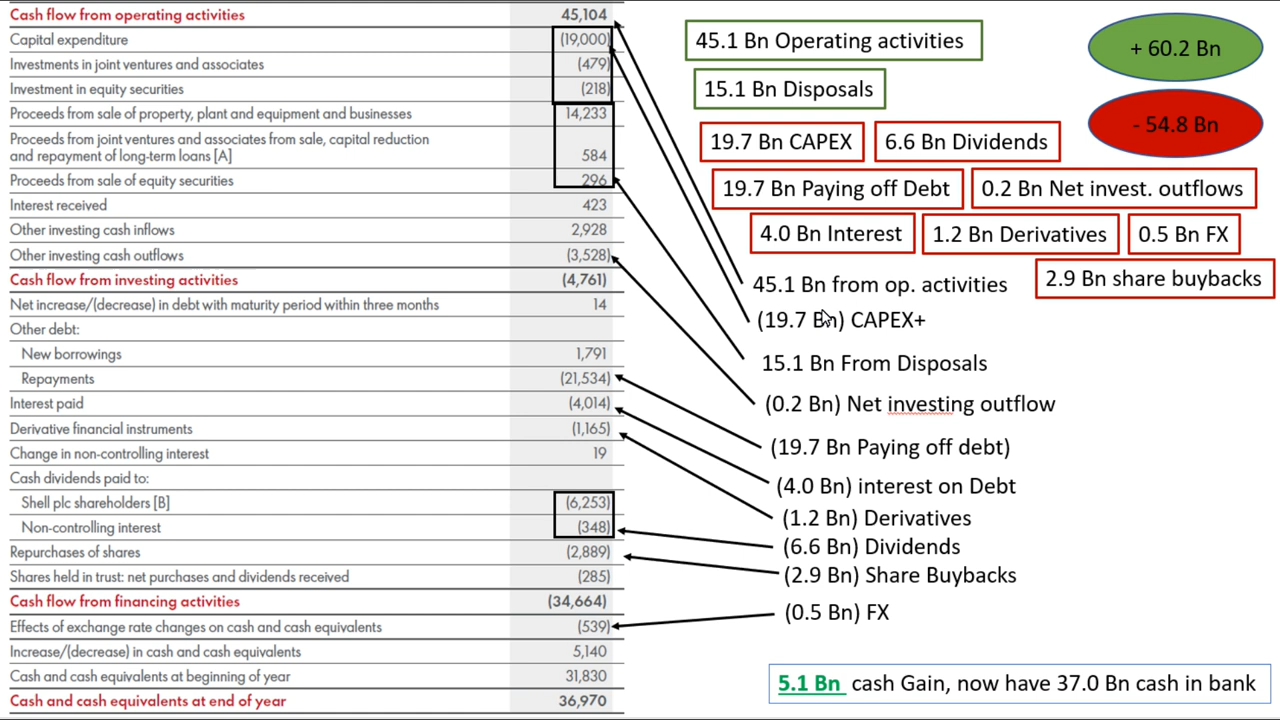 Cash flow from operating activities 45,104
Capital expenditure (19,000)
Investments in joint ventures and associates (479)
Investment in equity securities (218)
Proceeds from sale of property, plant and equipment and businesses 14,233
Proceeds from joint ventures and associates from sale, capital reduction
and repayment of long-term loans [A] 584
Proceeds from sale of equity securities 296
Interest received 423
Other investing cash inflows 2,928
Other investing cash outflows (3,528)
Cash flow from investing activities (4,761)
Net increase/(decrease) in debt with maturity period within three months 14
Other debt:
New borrowings 1,791
Repayments (21,534)
Interest paid (4,014)
Derivative financial instruments (1,165)
Change in non-controlling interest 19
Cash dividends paid to:
Shell plc shareholders [B] (6,253)
Non-controlling interest (348)
Repurchases of shares (2,889)
Shares held in trust: net purchases and dividends received (285)
Cash flow from financing activities (34,664)
Effects of exchange rate changes on cash and cash equivalents (539)
Increase/(decrease) in cash and cash equivalents 5,140
Cash and cash equivalents at beginning of year 31,830
Cash and cash equivalents at end of year 36,970
45.1 Bn Operating activities
+ 60.2 Bn
15.1 Bn Disposals
- 54.8 Bn
19.7 Bn CAPEX 6.6 Bn Dividends
19.7 Bn Paying off Debt 0.2 Bn Net invest. outflows
4.0 Bn Interest 1.2 Bn Derivatives 0.5 Bn FX
2.9 Bn share buybacks
45.1 Bn from op. activities
(19.7 Bn) CAPEX+
15.1 Bn From Disposals
(0.2 Bn) Net investing outflow
(19.7 Bn Paying off debt)
(4.0 Bn) interest on Debt
(1.2 Bn) Derivatives
(6.6 Bn) Dividends
(2.9 Bn) Share Buybacks
(0.5 Bn) FX
5.1 Bn cash Gain, now have 37.0 Bn cash in bank